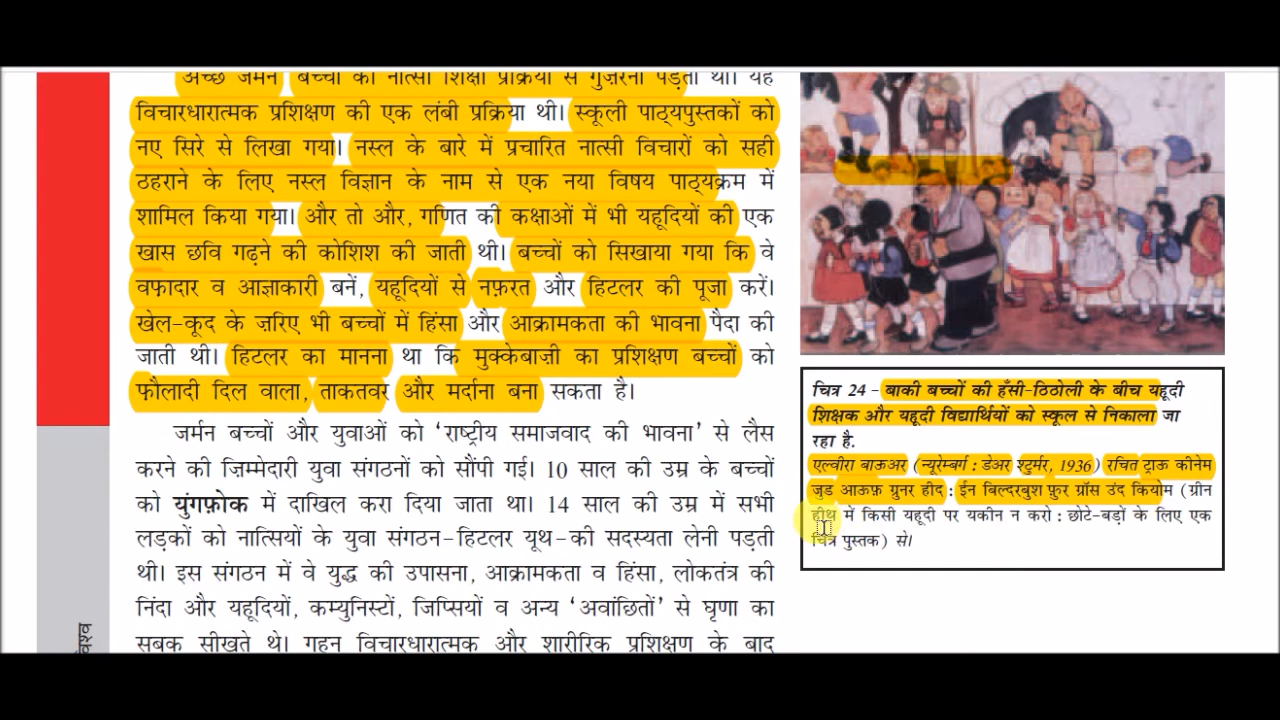 अच्छे जर्मन बच्चों को नात्सी शिक्षा प्रक्रिया से गुज़रना पड़ता था। यह
विचारधारात्मक प्रशिक्षण की एक लंबी प्रक्रिया थी। स्कूली पाठ्यपुस्तकों को
नए सिरे से लिखा गया। नस्ल के बारे में प्रचारित नात्सी विचारों को सही
ठहराने के लिए नस्ल विज्ञान के नाम से एक नया विषय पाठ्यक्रम में
शामिल किया गया। और तो और, गणित की कक्षाओं में भी यहूदियों की एक
खास छवि गढ़ने की कोशिश की जाती थी। बच्चों को सिखाया गया कि वे
वफ़ादार व आज्ञाकारी बनें, यहूदियों से नफ़रत और हिटलर की पूजा करें।
खेल-कूद के ज़रिए भी बच्चों में हिंसा और आक्रामकता की भावना पैदा की
जाती थी। हिटलर का मानना था कि मुक्केबाज़ी का प्रशिक्षण बच्चों को
फ़ौलादी दिल वाला, ताकतवर और मर्दाना बना सकता है।
जर्मन बच्चों और युवाओं को ‘राष्ट्रीय समाजवाद की भावना’ से लैस
करने की ज़िम्मेदारी युवा संगठनों को सौंपी गई। 10 साल की उम्र के बच्चों
को युंगफ़ोक में दाखिल करा दिया जाता था। 14 साल की उम्र में सभी
लड़कों को नात्सियों के युवा संगठन-हिटलर यूथ-की सदस्यता लेनी पड़ती
थी। इस संगठन में वे युद्ध की उपासना, आक्रामकता व हिंसा, लोकतंत्र की
निंदा और यहूदियों, कम्युनिस्टों, जिप्सियों व अन्य ‘अवांछितों’ से घृणा का
सबक सीखते थे। गहन विचारधारात्मक और शारीरिक प्रशिक्षण के बाद
चित्र 24 – बाकी बच्चों की हँसी-ठिठोली के बीच यहूदी
शिक्षक और यहूदी विद्यार्थियों को स्कूल से निकाला जा
रहा है.
एल्वीरा बाऊअर (न्यूरेम्बर्ग : डेअर श्टुर्मर, 1936) रचित ट्राऊ कीनेम
जुड आऊफ़ ग्रुनर हीद : ईन बिल्दरबुश फ़ुर ग्रॉस उंद कियोम (ग्रीन
हीथ में किसी यहूदी पर यकीन न करो : छोटे-बड़ों के लिए एक
चित्र पुस्तक) से।